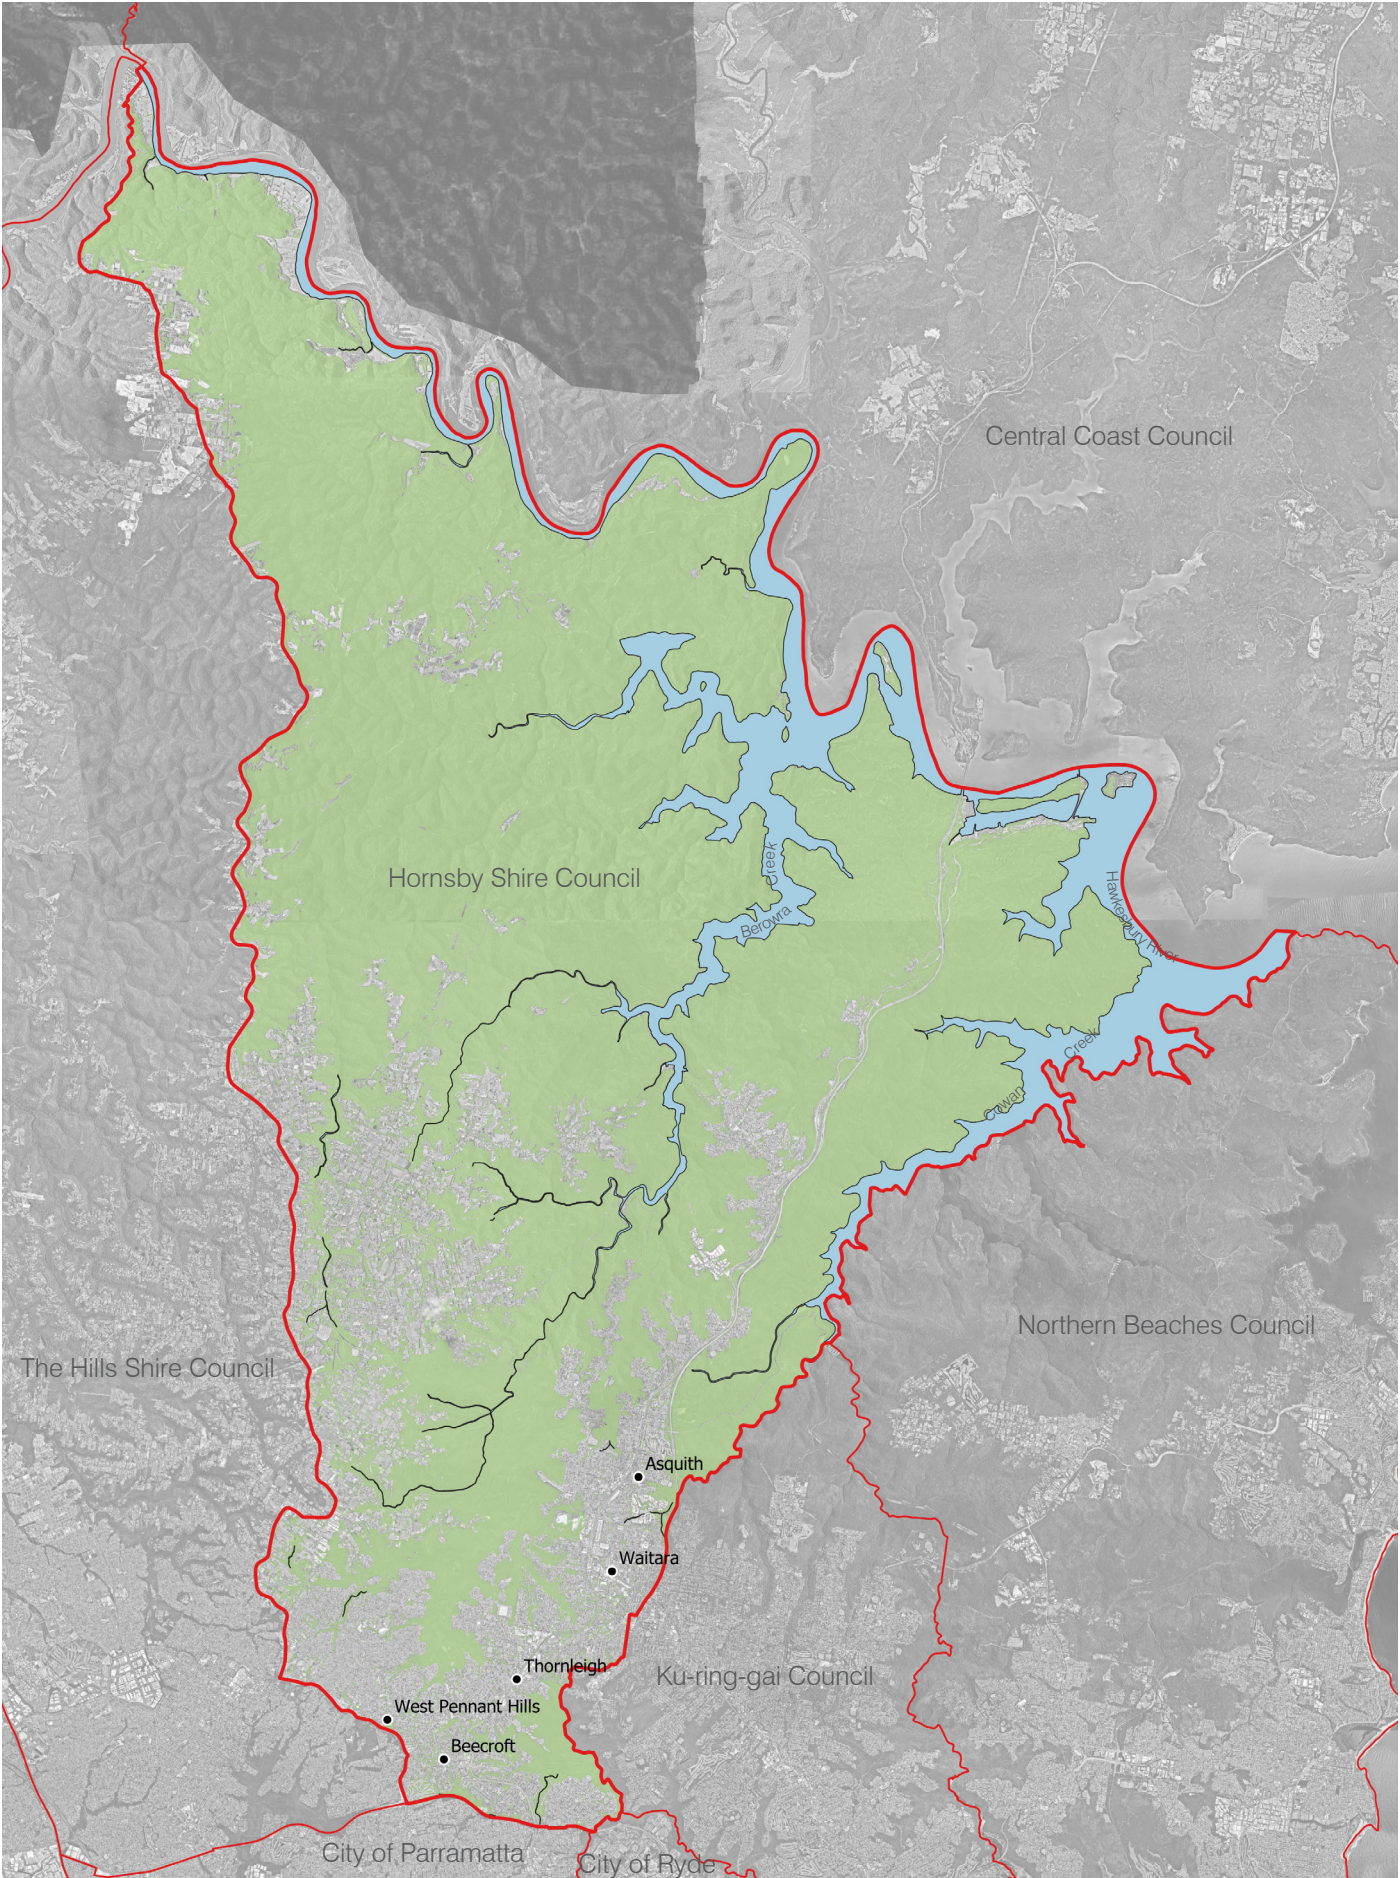 Central Coast Council
Hornsby Shire Council
Creek
Berowra
Hawkesbury River
Creek
Cowan
Northern Beaches Council
The Hills Shire Council
Asquith
Waitara
Thornleigh
Ku-ring-gai Council
West Pennant Hills
Beecroft
City of Parramatta
City of Ryde